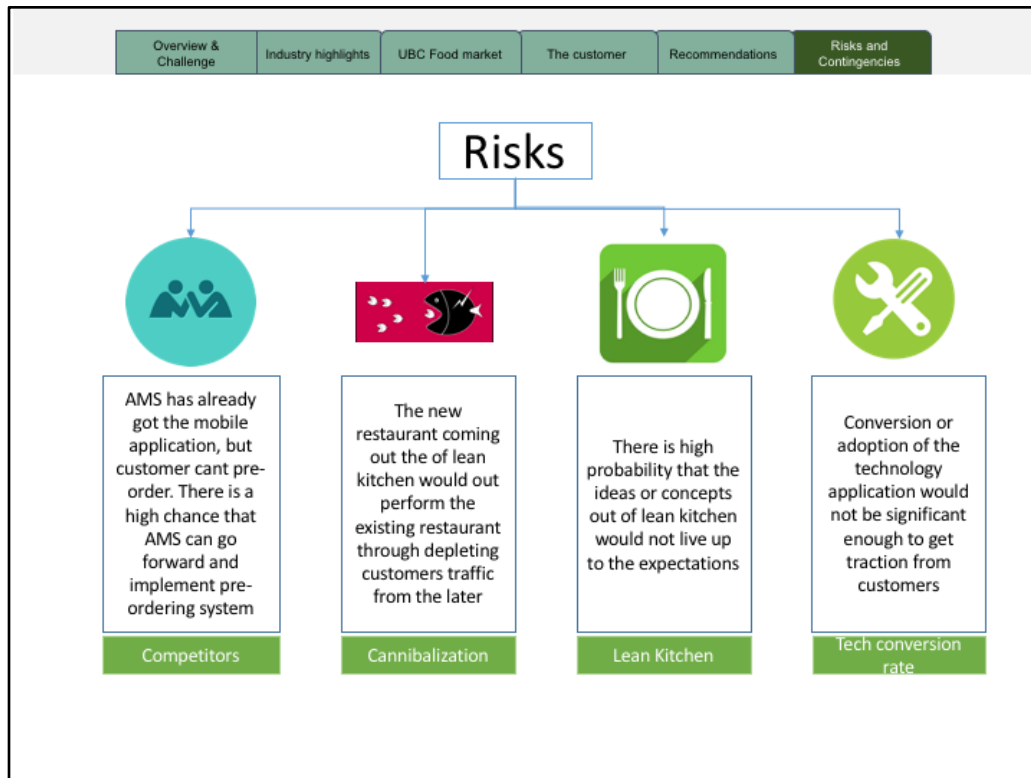 Overview &
Challenge
Industry highlights
UBC Food market
The customer
Recommendations
Risks and
Contingencies
Risks
AMS has already
got the mobile
application, but
customer cant pre-
order. There is a
high chance that
AMS can go
forward and
implement pre-
ordering system
Competitors
The new
restaurant coming
out the of lean
kitchen would out
perform the
existing restaurant
through depleting
customers traffic
from the later
Cannibalization
There is high
probability that the
ideas or concepts
out of lean kitchen
would not live up
to the expectations
Lean Kitchen
Conversion or
adoption of the
technology
application would
not be significant
enough to get
traction from
customers
Tech conversion
rate